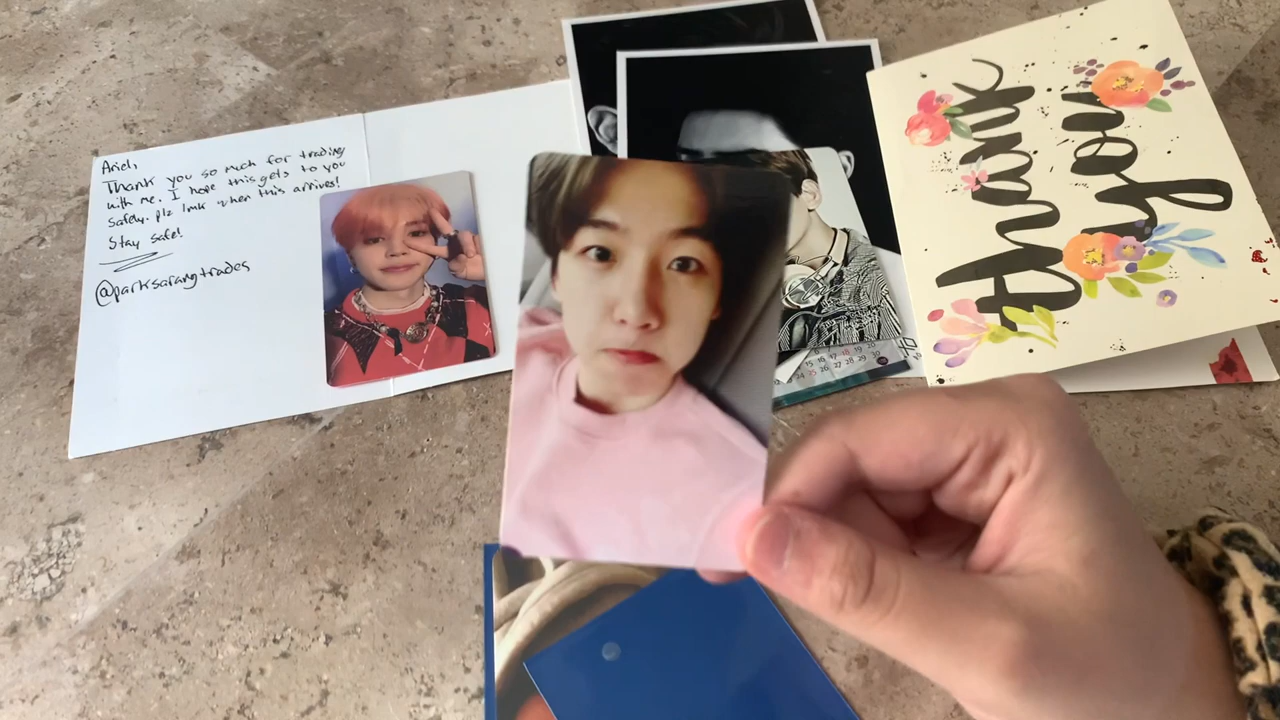 Ariel,
Thank you so much for trading
with me. I hope this gets to you
safely. plz lmk when this arrives!
Stay safe!
@parksarangtrades
thank
you